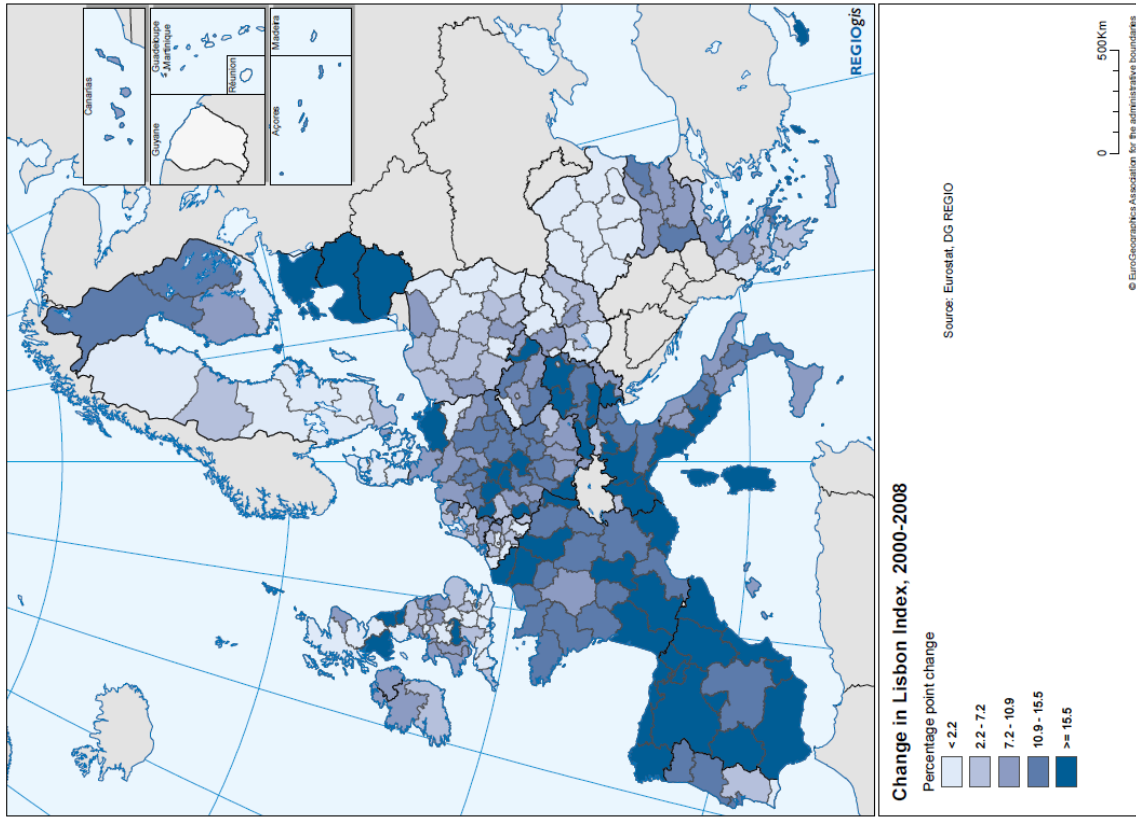 Canarias
Guyane
Guadeloupe
Martinique
Réunion
Açores
Madeira
REGIOgis
Change in Lisbon Index, 2000-2008
Percentage point change
< 2.2
2.2 - 7.2
7.2 - 10.9
10.9 - 15.5
>= 15.5
Source: Eurostat, DG REGIO
0 500 Km
© EuroGeographics Association for the administrative boundaries